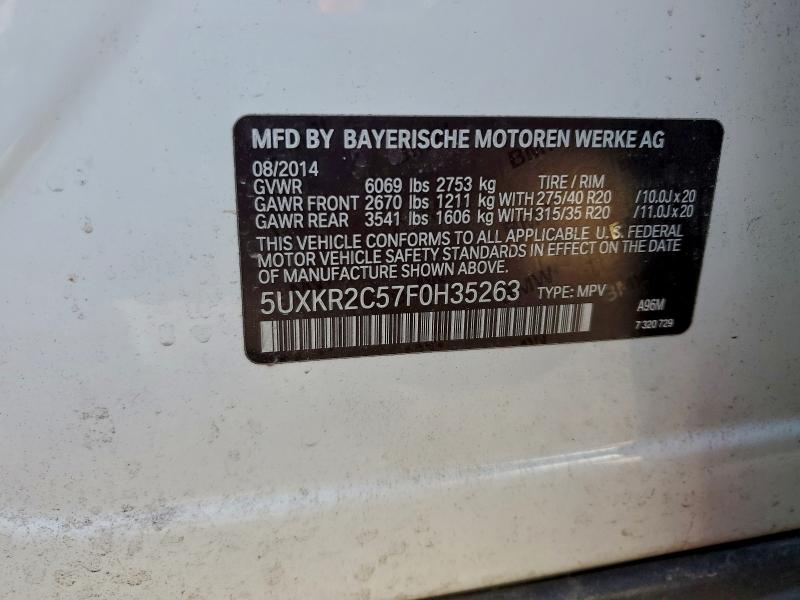 MFD BY BAYERISCHE MOTOREN WERKE AG
08/2014
GVWR 6069 lbs 2753 kg TIRE / RIM
GAWR FRONT 2670 lbs 1211 kg WITH 275/40 R20 /10.0J x 20
GAWR REAR 3541 lbs 1606 kg WITH 315/35 R20 /11.0J x 20
THIS VEHICLE CONFORMS TO ALL APPLICABLE U.S. FEDERAL
MOTOR VEHICLE SAFETY STANDARDS IN EFFECT ON THE DATE
OF MANUFACTURE SHOWN ABOVE.
5UXKR2C57F0H35263 TYPE: MPV
A96M
7 320 729